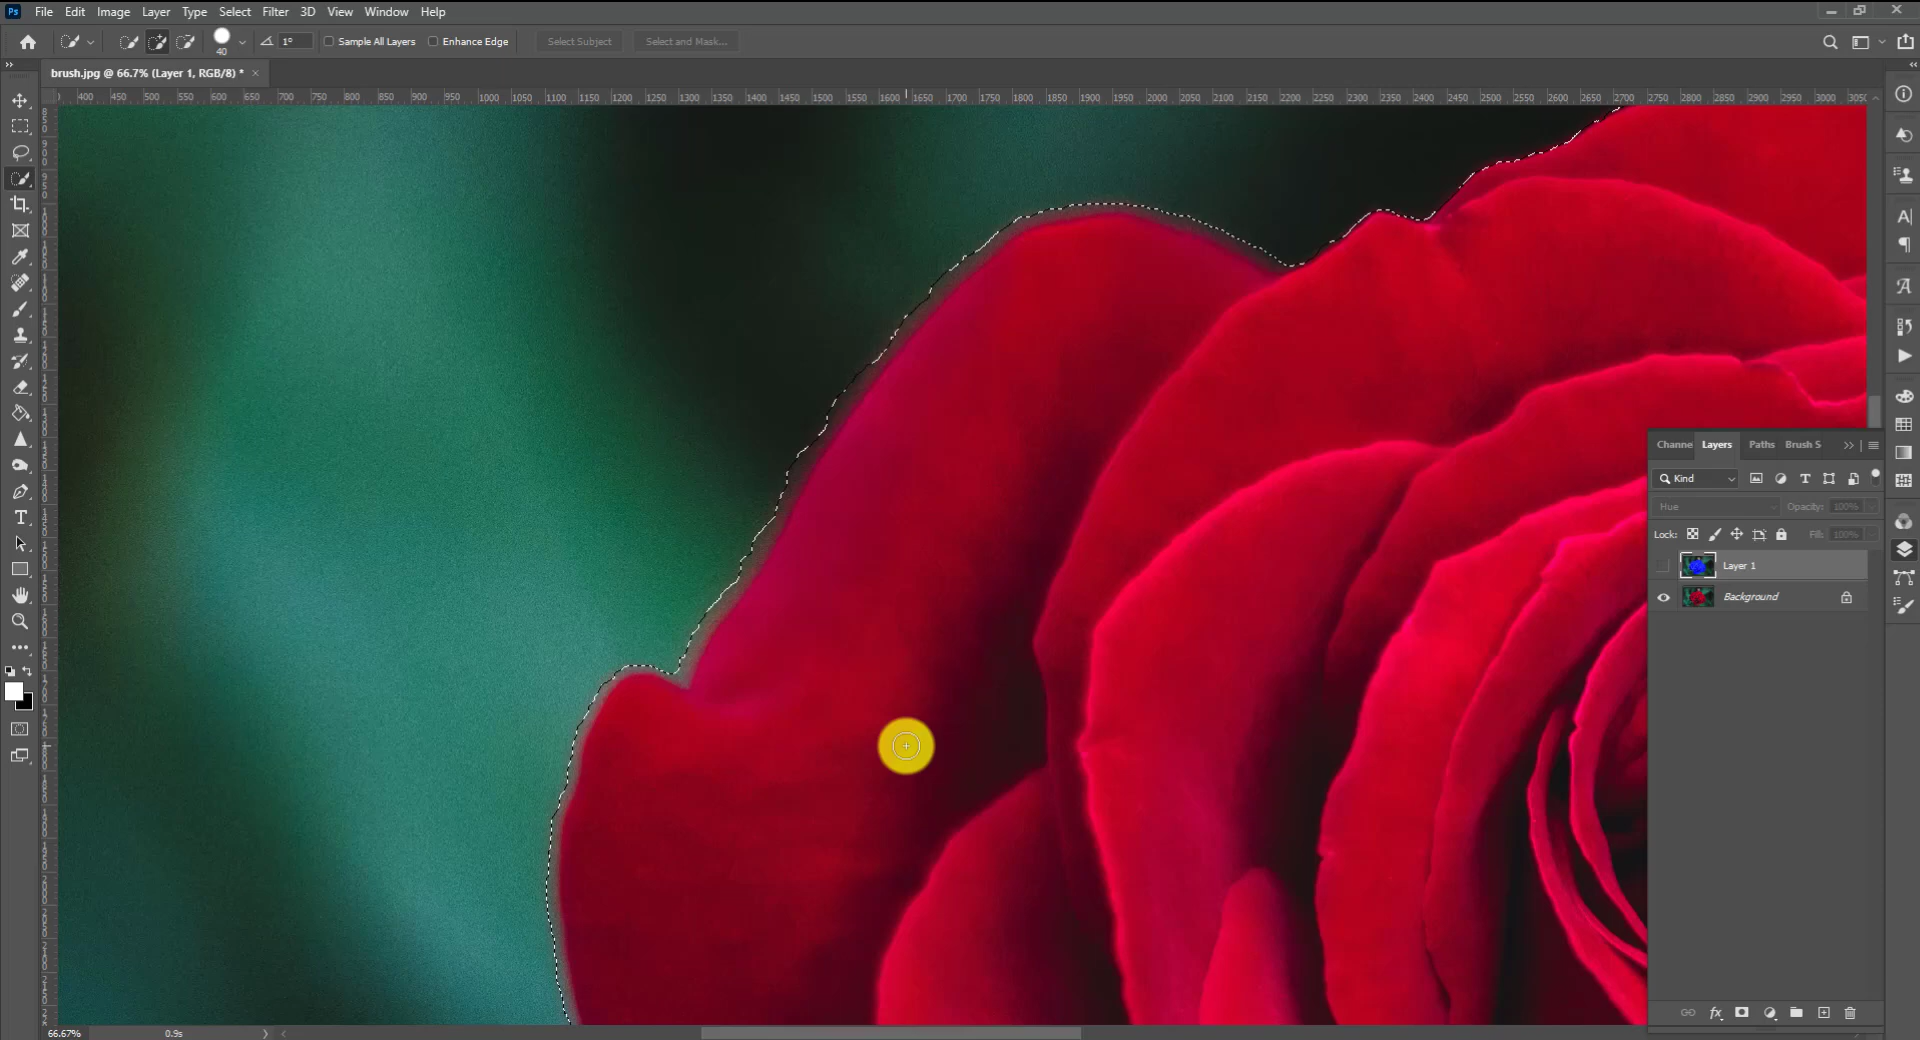 Ps File Edit Image Layer Type Select Filter 3D View Window Help
40 1° Sample All Layers Enhance Edge Select Subject Select and Mask...
brush.jpg @ 66.7% (Layer 1, RGB/8) * ×
400 450 500 550 600 650 700 750 800 850 900 950 1000 1050 1100 1150 1200 1250 1300 1350 1400 1450 1500 1550 1600 1650 1700 1750 1800 1850 1900 1950 2000 2050 2100 2150 2200 2250 2300 2350 2400 2450 2500 2550 2600 2650 2700 2750 2800 2850 2900 2950 3000
Channe Layers Paths Brush S
Kind
Hue Opacity: 100%
Lock: Fill: 100%
Layer 1
Background
66.67% 0.9s